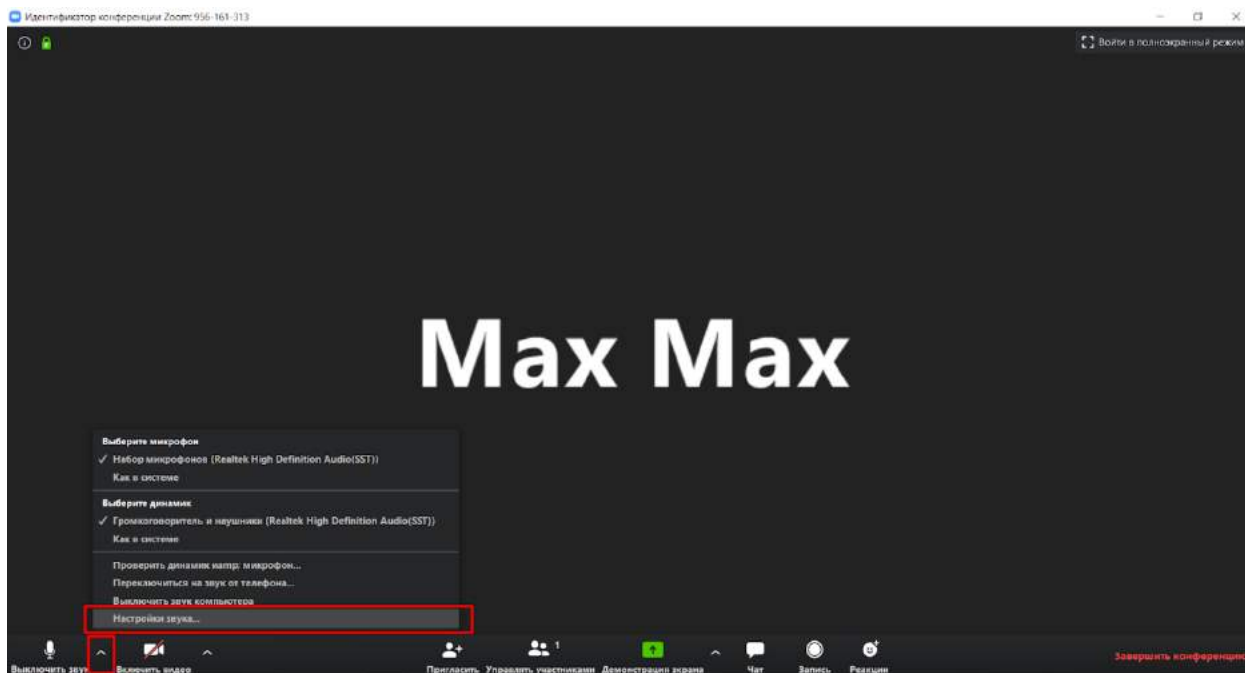 Идентификатор конференции Zoom: 956-161-313
Войти в полноэкранный режим
Max Max
Выберите микрофон
Набор микрофонов (Realtek High Definition Audio(SST))
Как в системе
Выберите динамик
Громкоговоритель и наушники (Realtek High Definition Audio(SST))
Как в системе
Проверить динамик иamp; микрофон...
Переключиться на звук от телефона...
Выключить звук компьютера
Настройки звука...
1
Выключить звук Включить видео Пригласить Управлять участниками Демонстрация экрана Чат Запись Реакции Завершить конференцию